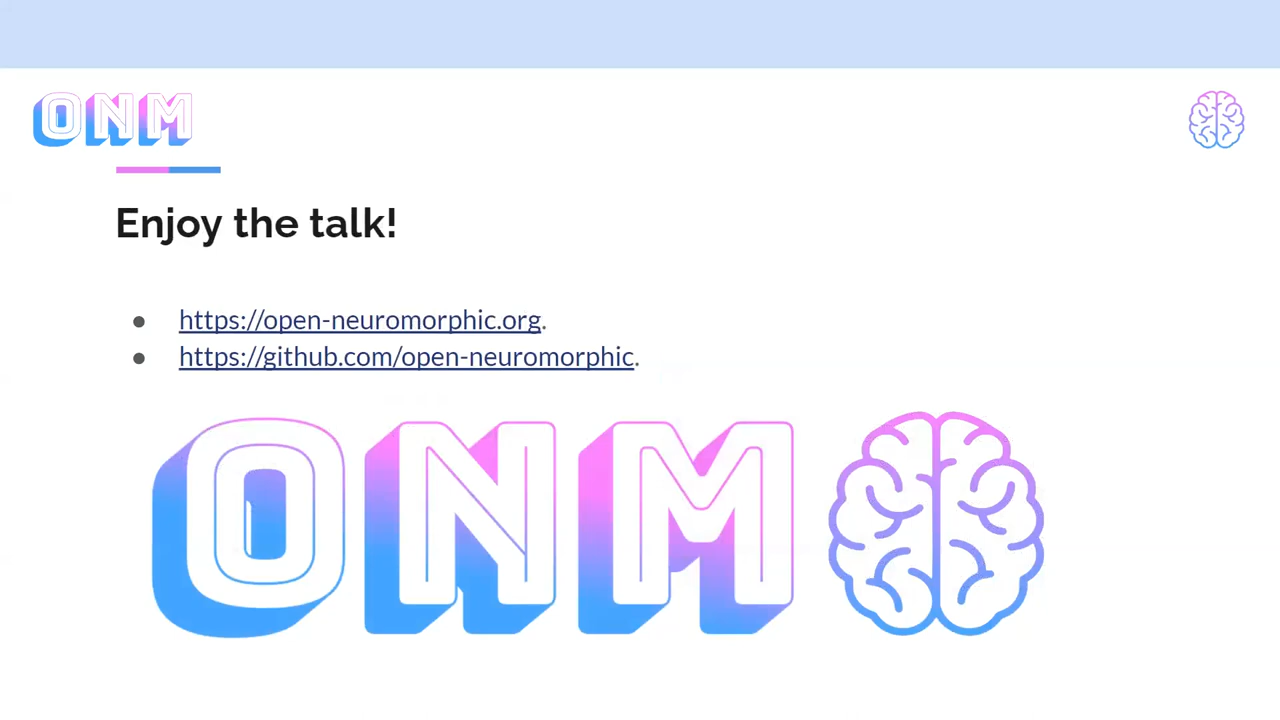 ONM
Enjoy the talk!
https://open-neuromorphic.org.
https://github.com/open-neuromorphic.
ONM